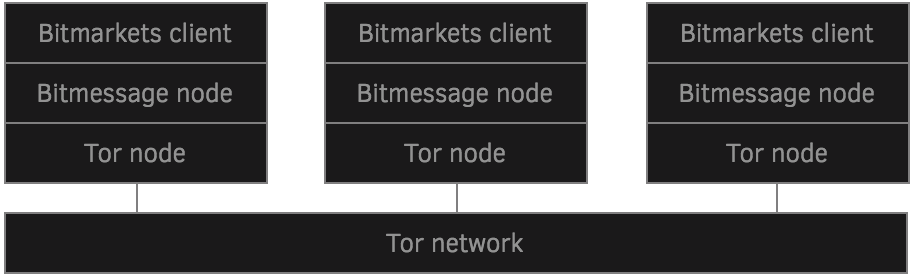 Bitmarkets client
Bitmarkets client
Bitmarkets client
Bitmessage node
Bitmessage node
Bitmessage node
Tor node
Tor node
Tor node
Tor network